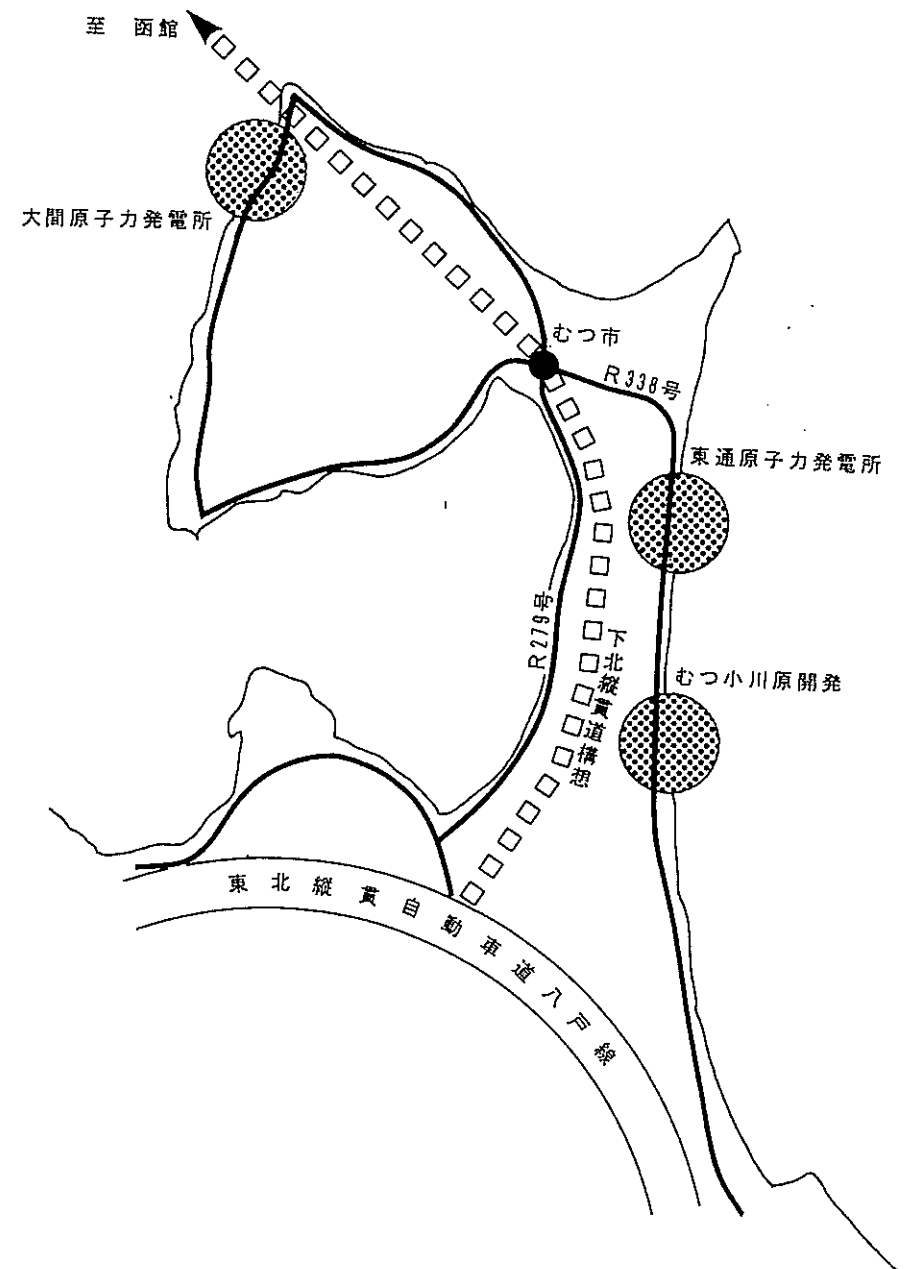 至 函館
大間原子力発電所
むつ市
R338号
東通原子力発電所
R279号
下北縦貫道構想
むつ小川原開発
東北縦貫自動車道八戸線